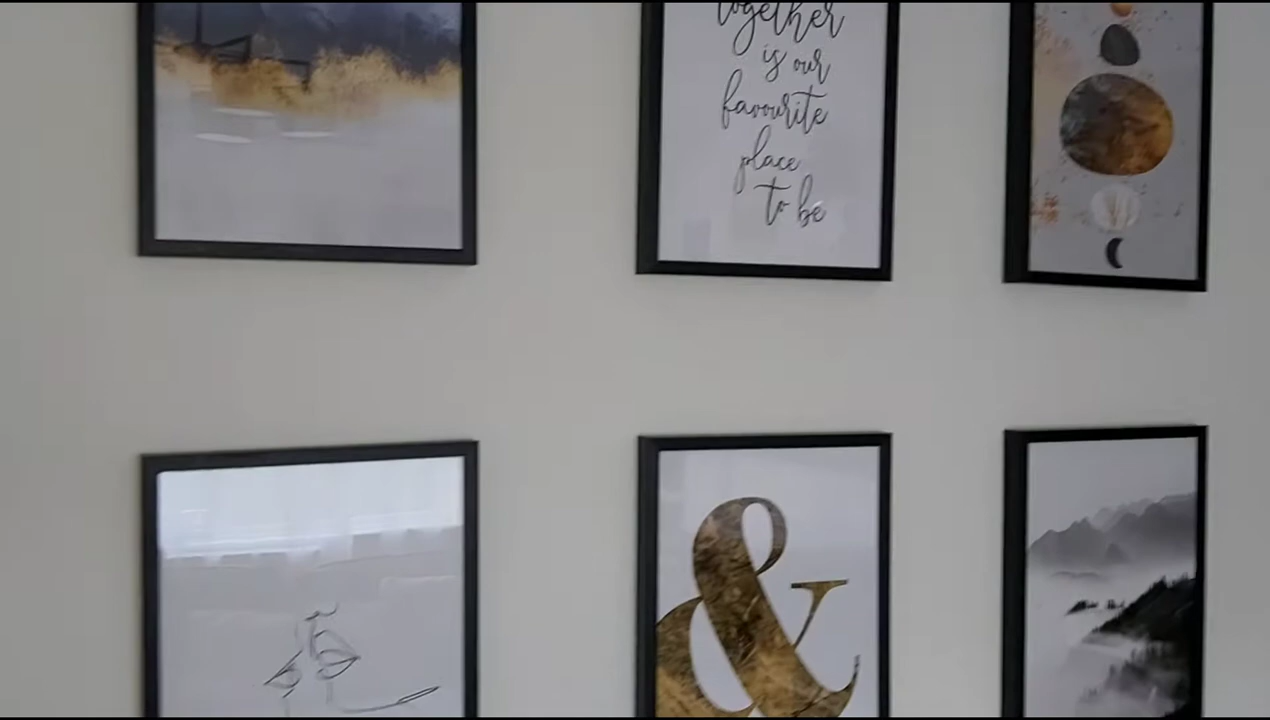 together
is our
favourite
place
to be
&